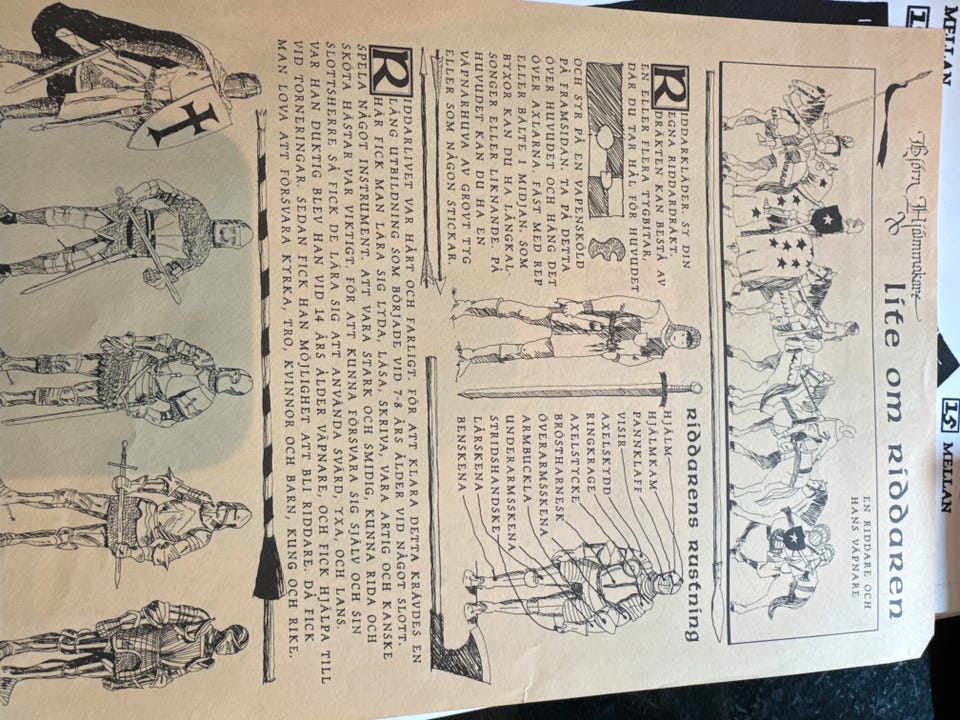 Björn Hjälmmakare
lite om riddaren
EN RIDDARE OCH
HANS VÄPNARE
RIDDARKLÄDER: SY DIN
EGNA RIDDARDRÄKT.
DRÄKTEN KAN BESTÅ AV
EN ELLER FLERA TYGBITAR,
DÄR DU TAR HÅL FÖR HUVUDET
OCH SYR PÅ EN VAPENSKÖLD
PÅ FRAMSIDAN. TA PÅ DETTA
ÖVER HUVUDET OCH HÄNG DET
ÖVER AXLARNA. FÄST MED REP
ELLER BÄLTE I MIDJAN. SOM
BYXOR KAN DU HA LÅNGKAL-
SONGER ELLER LIKNANDE. PÅ
HUVUDET KAN DU HA EN
VÄPNARHUVA AV GROVT TYG
ELLER SOM NÅGON STICKAR.
Riddarens rustning
HJÄLM
HJÄLMKAM
PANNKLAFF
VISIR
AXELSKYDD
RINGKRAGE
AXELSTYCKE
BRÖSTHARNESK
ÖVERARMSSKENA
ARMBUCKLA
UNDERARMSKENA
STRIDSHANDSKE
LÅRSKENA
BENSKENA
RIDDARLIVET VAR HÅRT OCH FARLIGT. FÖR ATT KLARA DETTA KRÄVDES EN
LÅNG UTBILDNING SOM BÖRJADE VID 7-8 ÅRS ÅLDER VID NÅGOT SLOTT.
HÄR FICK MAN LÄRA SIG LYDA, LÄSA, SKRIVA, VARA ARTIG OCH KANSKE
SPELA NÅGOT INSTRUMENT. ATT VARA STARK OCH SMIDIG, KUNNA RIDA OCH
SKÖTA HÄSTAR VAR VIKTIGT. FÖR ATT KUNNA FÖRSVARA SIG SJÄLV OCH SIN
SLOTTSHERRE SÅ FICK DE LÄRA SIG ATT ANVÄNDA SVÄRD, YXA, OCH LANS.
VAR HAN DUKTIG BLEV HAN VID 14 ÅRS ÅLDER VÄPNARE, OCH FICK HJÄLPA TILL
VID TORNERINGAR. SEDAN FICK HAN MÖJLIGHET ATT BLI RIDDARE. DÅ FICK
MAN LOVA ATT FÖRSVARA KYRKA, TRO, KVINNOR OCH BARN, KUNG OCH RIKE.
MELLAN
15 MELLAN